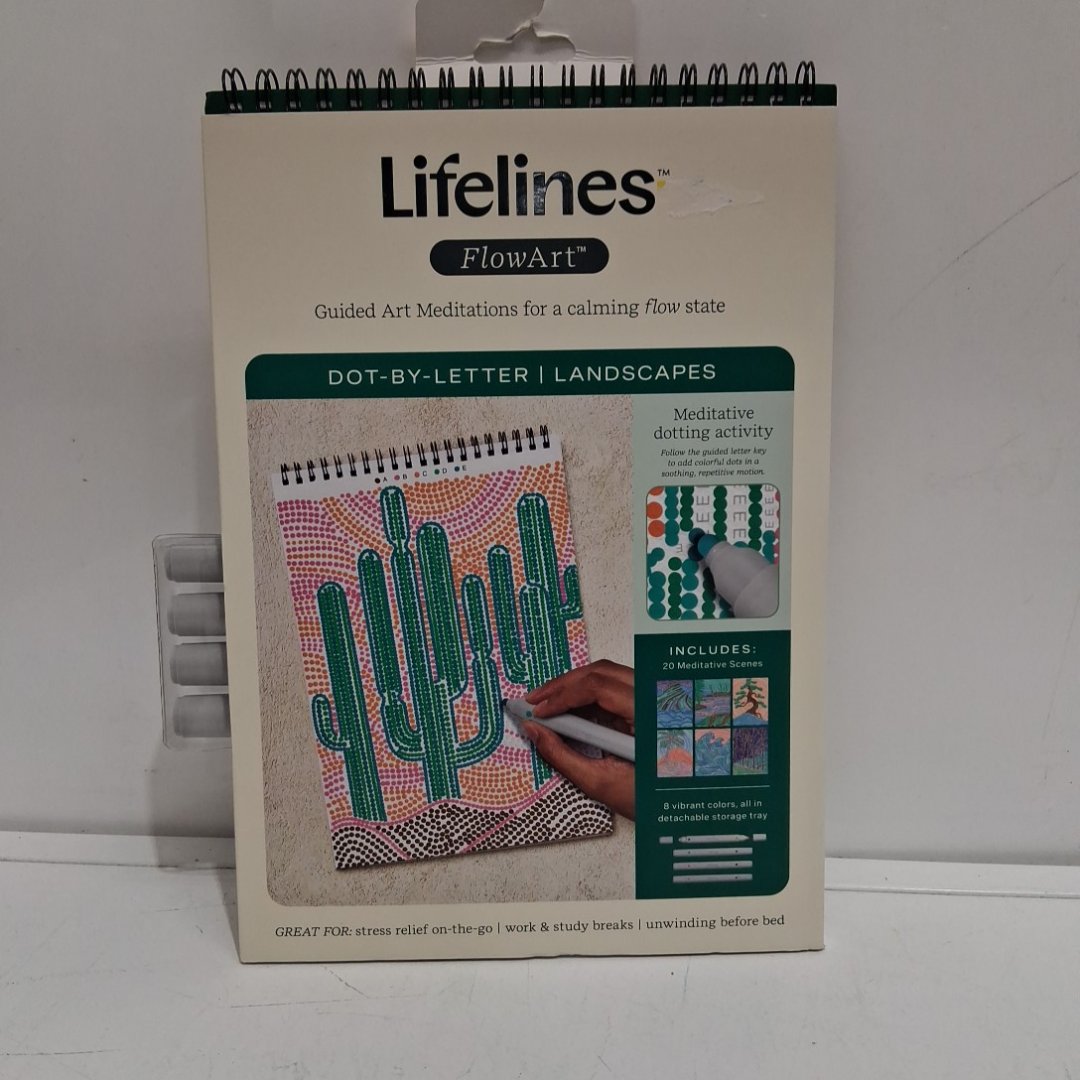 Lifelines™
FlowArt™
Guided Art Meditations for a calming flow state
DOT-BY-LETTER | LANDSCAPES
Meditative
dotting activity
Follow the guided letter key
to add colorful dots in a
soothing, repetitive motion.
A B C D E
E E E
E E E
E E E
INCLUDES:
20 Meditative Scenes
8 vibrant colors, all in
detachable storage tray
GREAT FOR: stress relief on-the-go | work & study breaks | unwinding before bed